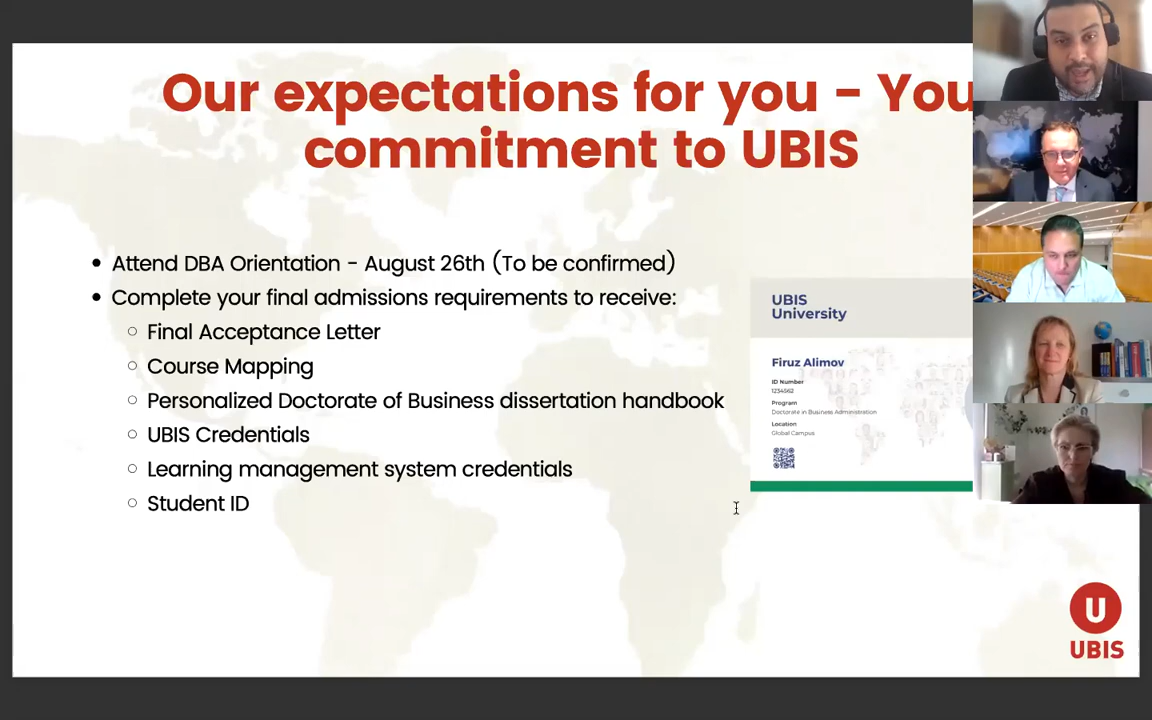 Our expectations for you - You
commitment to UBIS
• Attend DBA Orientation - August 26th (To be confirmed)
• Complete your final admissions requirements to receive:
○ Final Acceptance Letter
○ Course Mapping
○ Personalized Doctorate of Business dissertation handbook
○ UBIS Credentials
○ Learning management system credentials
○ Student ID
UBIS
University
Firuz Alimov
ID Number
1234562
Program
Doctorate in Business Administration
Location
Global Campus
U
UBIS